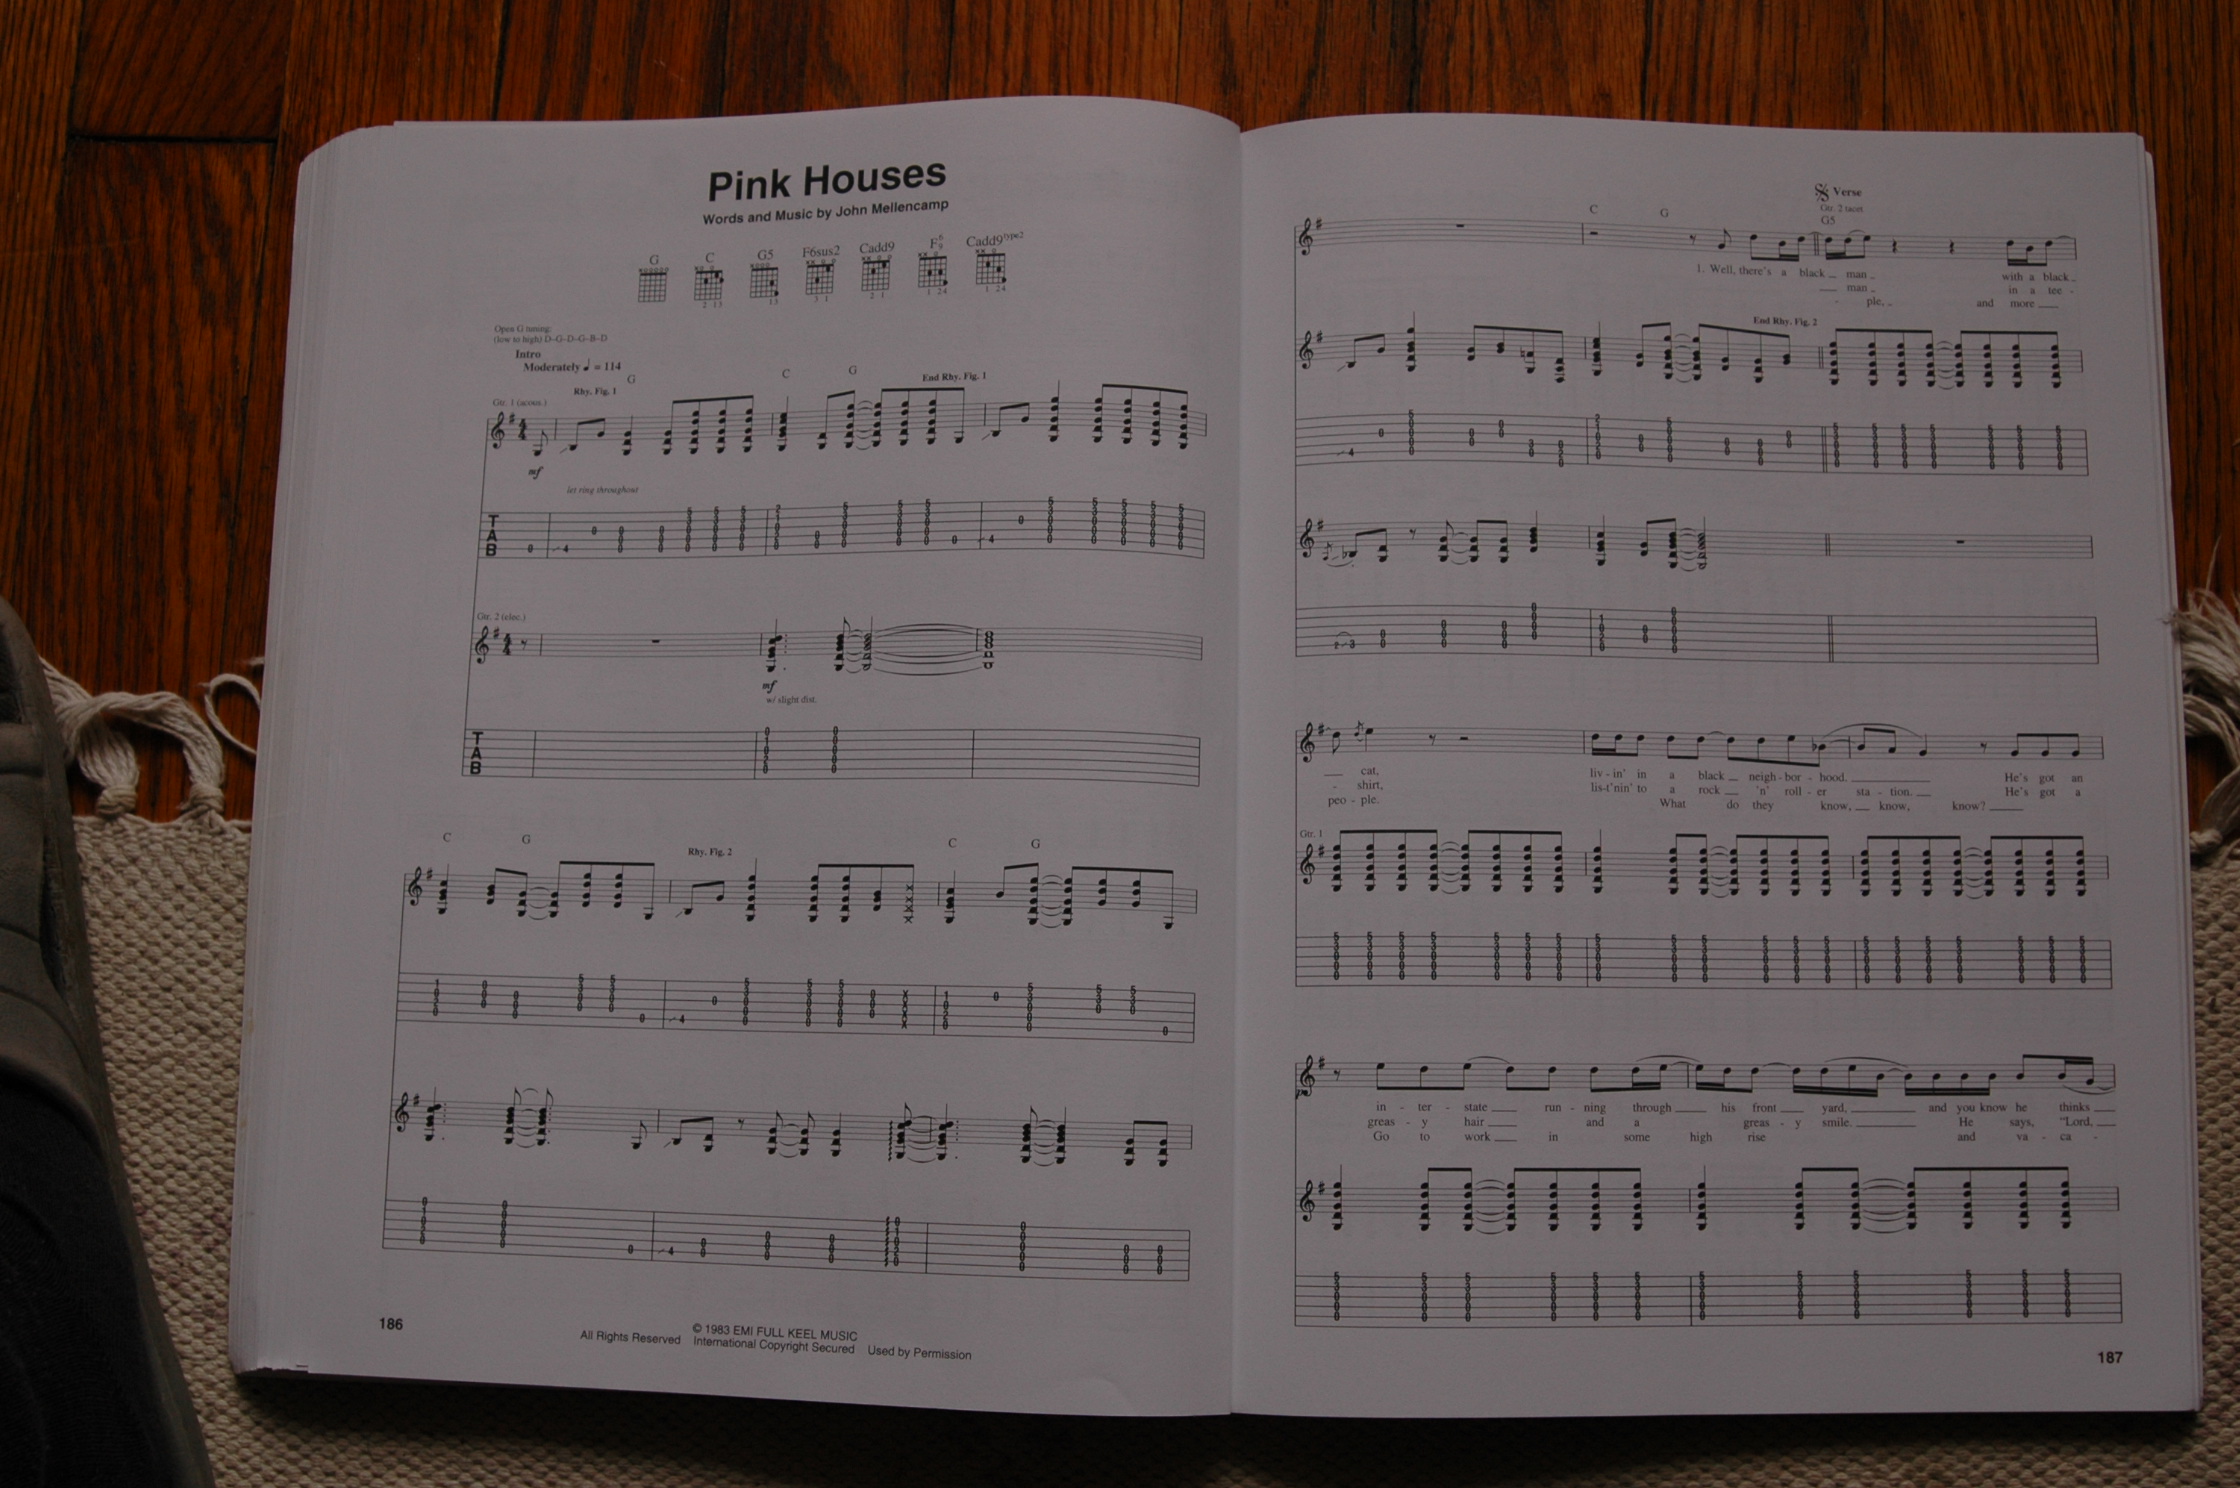 Pink Houses
Words and Music by John Mellencamp
G C G5 F6sus2 Cadd9
Open G tuning:
(low to high) D-G-D-G-B-D
Intro
Moderately ♩ = 114
Rhy. Fig. 1
G C G
End Rhy. Fig. 1
Gtr. 1 (acous.)
mf
let ring throughout
T
A
B
Gtr. 2 (elec.)
mf
w/ slight dist.
T
A
B
C G C G
Rhy. Fig. 2
© 1983 EMI FULL KEEL MUSIC
All Rights Reserved International Copyright Secured Used by Permission
186
Verse
Gtr. 2 tacet
C G G5
1. Well, there's a black man with a black
man in a tee -
ple, and more
End Rhy. Fig. 2
cat, liv - in' in a black neigh - bor - hood. He's got an
- shirt, lis-t'nin' to a rock 'n' roll - er sta - tion. He's got a
peo - ple. What do they know, know, know?
Gtr. 1
in - ter - state run - ning through his front yard, and you know he thinks
greas - y hair and a greas - y smile. He says, "Lord,
Go to work in some high rise and va - ca -
187